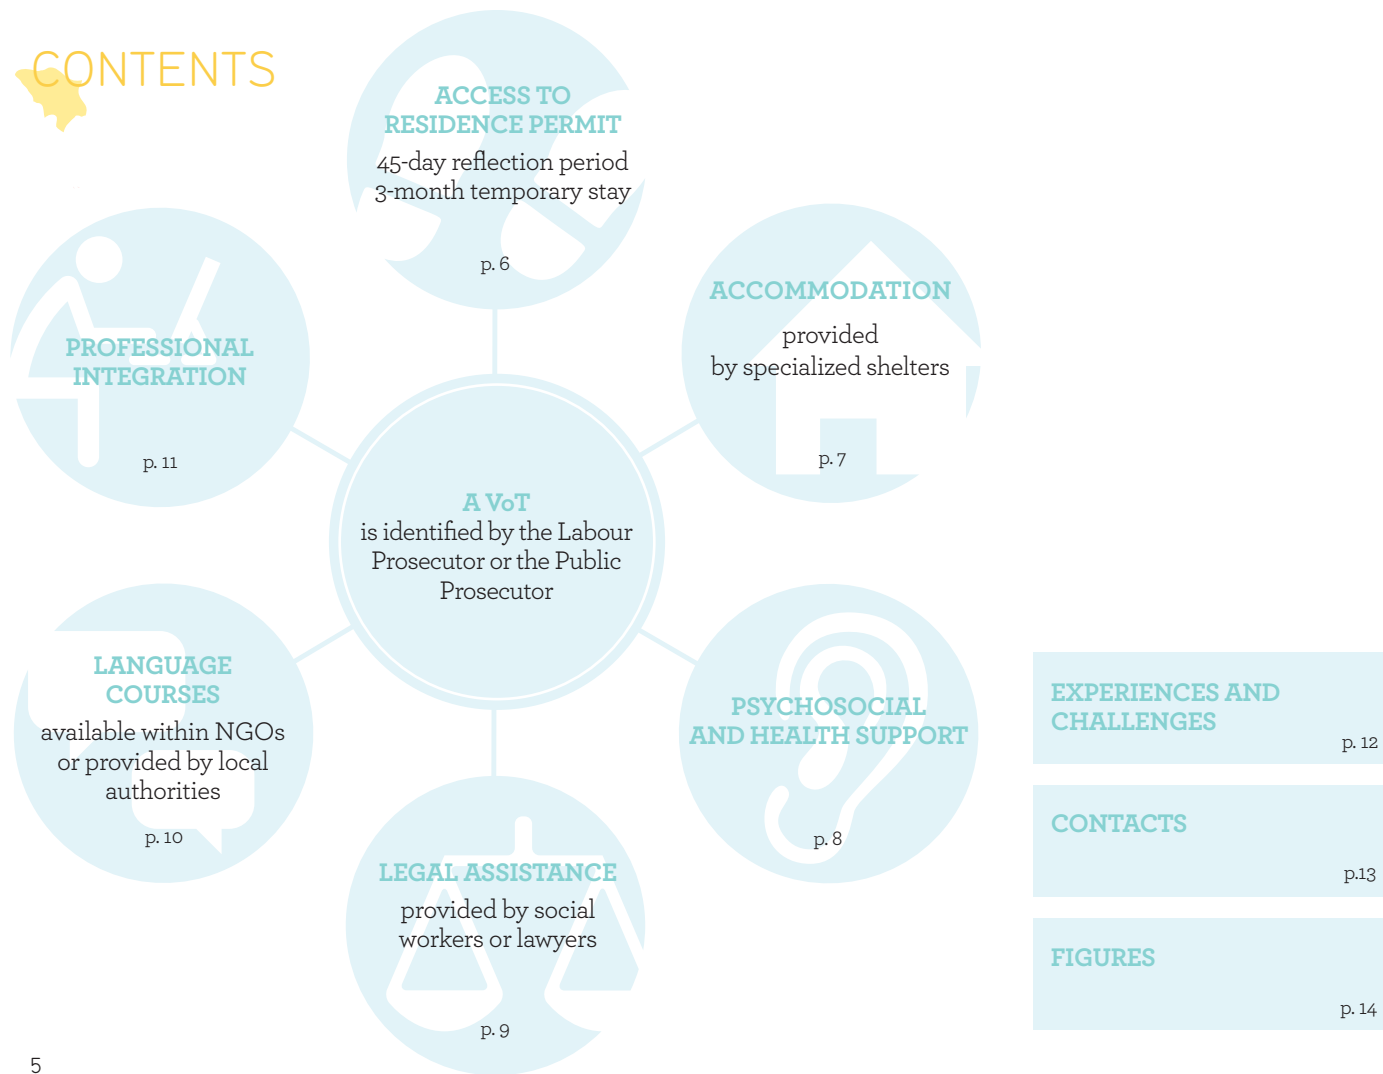 CONTENTS
ACCESS TO
RESIDENCE PERMIT
45-day reflection period
3-month temporary stay
p. 6
ACCOMMODATION
provided
by specialized shelters
p. 7
PSYCHOSOCIAL
AND HEALTH SUPPORT
p. 8
LEGAL ASSISTANCE
provided by social
workers or lawyers
p. 9
LANGUAGE
COURSES
available within NGOs
or provided by local
authorities
p. 10
PROFESSIONAL
INTEGRATION
p. 11
A VoT
is identified by the Labour
Prosecutor or the Public
Prosecutor
EXPERIENCES AND
CHALLENGES
p. 12
CONTACTS
p.13
FIGURES
p. 14
5